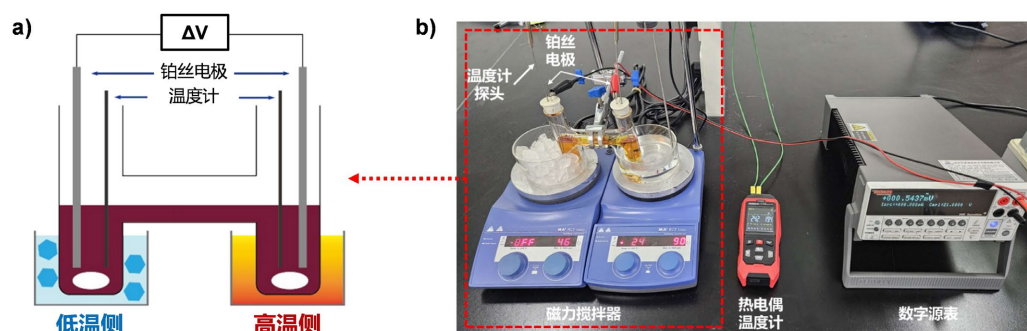 a)
ΔV
铂丝电极
温度计
低温侧
高温侧
b)
铂丝
电极
温度计
探头
磁力搅拌器
热电偶
温度计
数字源表
OFF 46
24 90
+000.5437mV